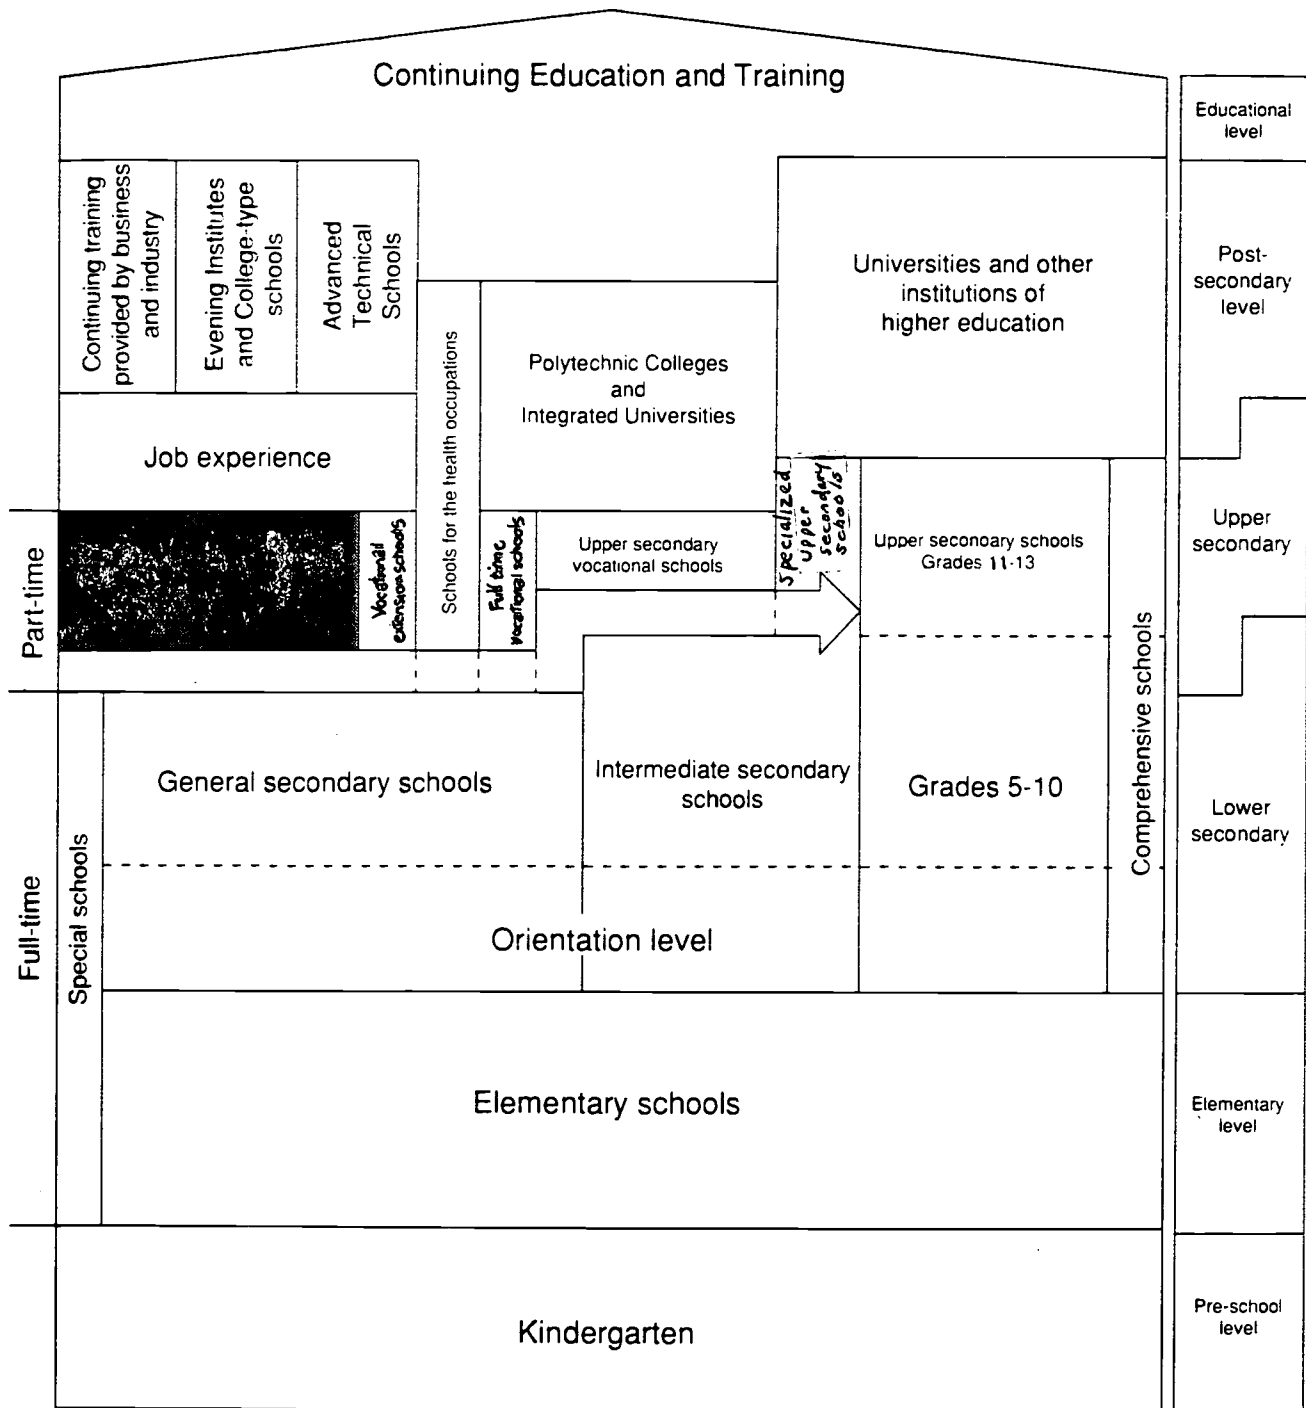 Continuing Education and Training
Educational
level
Continuing training
provided by business
and industry
Evening Institutes
and College-type
schools
Advanced
Technical
Schools
Universities and other
institutions of
higher education
Post-
secondary
level
Polytechnic Colleges
and
Integrated Universities
Schools for the health occupations
Job experience
Part-time
Vocational
extension schools
Full time
vocational schools
Upper secondary
vocational schools
specialized
upper
secondary
schools
Upper secondary schools
Grades 11-13
Upper
secondary
Comprehensive schools
Full-time
Special schools
General secondary schools
Intermediate secondary
schools
Grades 5-10
Lower
secondary
Orientation level
Elementary schools
Elementary
level
Kindergarten
Pre-school
level